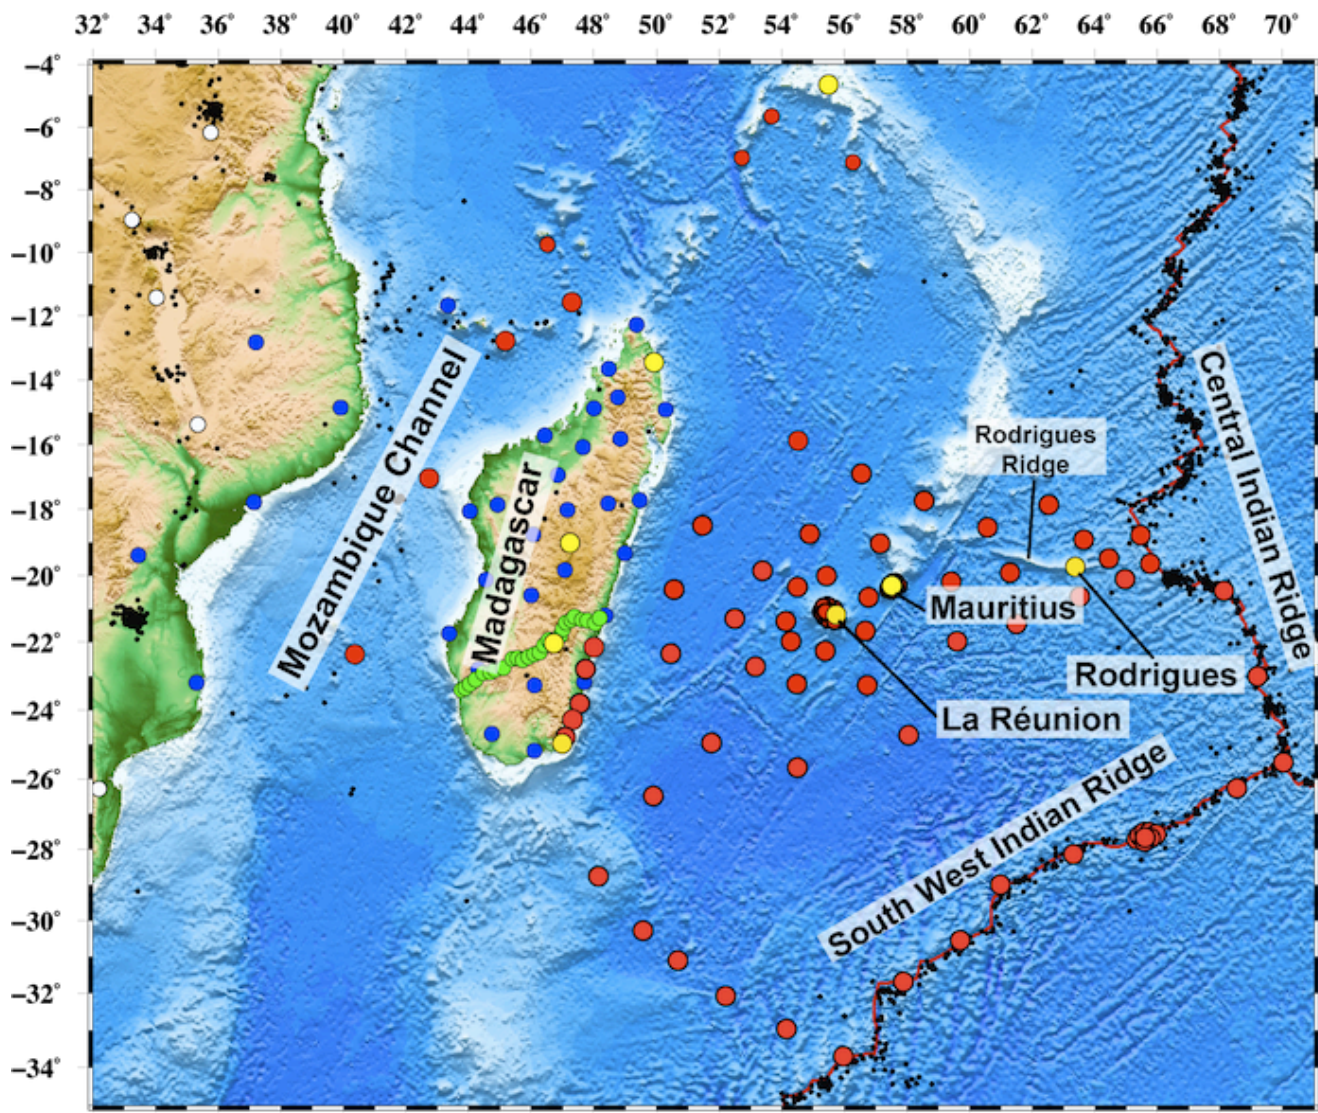 32° 34° 36° 38° 40° 42° 44° 46° 48° 50° 52° 54° 56° 58° 60° 62° 64° 66° 68° 70°
−4°
−6°
−8°
−10°
−12°
−14°
−16°
−18°
−20°
−22°
−24°
−26°
−28°
−30°
−32°
−34°
Mozambique Channel
Madagascar
Rodrigues
Ridge
Central Indian Ridge
Mauritius
Rodrigues
La Réunion
South West Indian Ridge